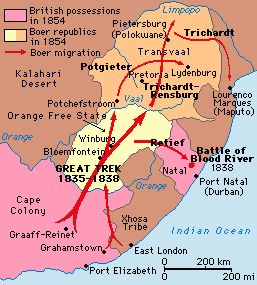 British possessions
in 1854
Boer republics
in 1854
Boer migration
Limpopo
Pietersburg
(Polokwane)
Trichardt
Transvaal
Kalahari
Desert
Potgieter
Pretoria
Lydenburg
Trichardt-
Rensburg
Lourenco
Marques
(Maputo)
Potchefstroom
Vaal
Orange Free State
Orange
Winburg
Bloemfontein
Retief
Battle of
Blood River
1838
GREAT TREK
1835-1838
Natal
Port Natal
(Durban)
Orange
Cape
Colony
Xhosa
Tribe
Graaff-Reinet
Indian Ocean
Grahamstown
East London
Port Elizabeth
0
200 km
0
200 mi